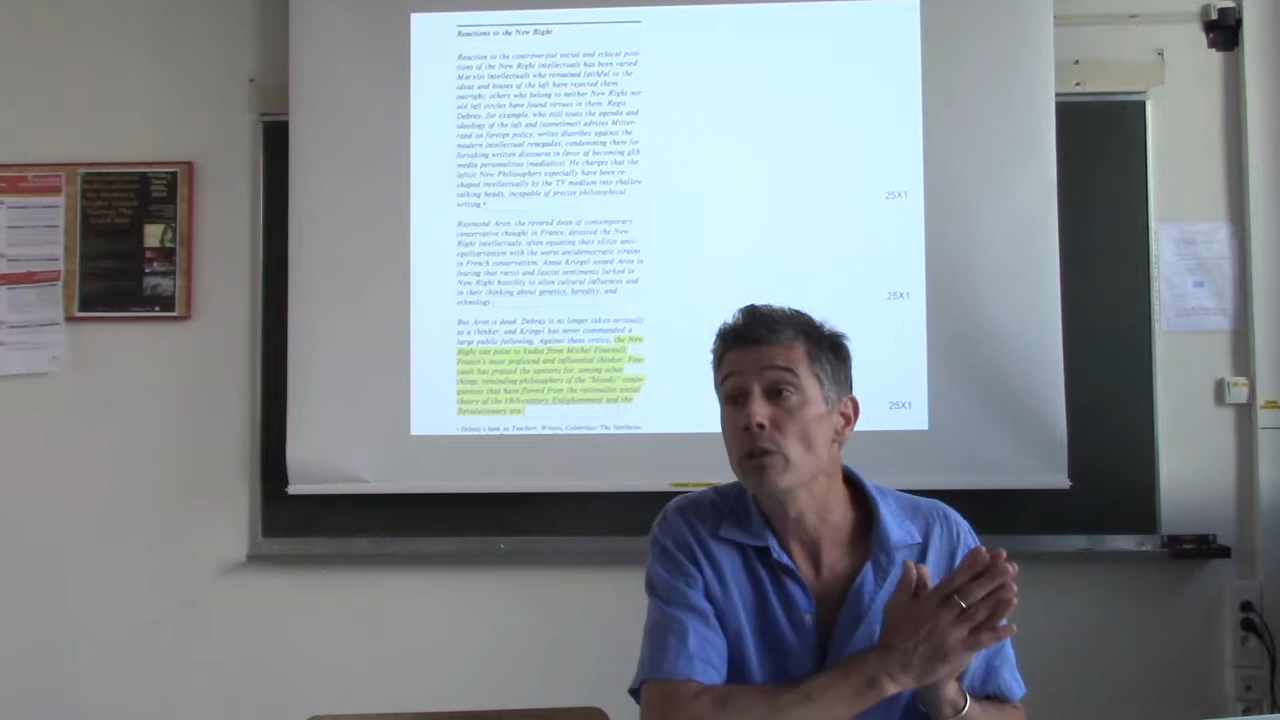 Reactions to the New Right
Reaction to the controversial social and ethical posi-
tions of the New Right intellectuals has been varied.
Marxist intellectuals who remained faithful to the
ideas and biases of the left have rejected them
outright; others who belong to neither New Right nor
old left circles have found virtues in them. Regis
Debray, for example, who still touts the agenda and
ideology of the left and (sometimes) advises Mitter-
rand on foreign policy, writes diatribes against the
modern intellectual renegades, condemning them for
forsaking written discourse in favor of becoming glib
media personalities (mediatics). He charges that the
leftist New Philosophers especially have been re-
shaped intellectually by the TV medium into shallow
talking heads, incapable of precise philosophical
writing.
25X1
Raymond Aron, the revered dean of contemporary
conservative thought in France, detested the New
Right intellectuals, often equating their elitist anti-
egalitarianism with the worst antidemocratic strains
in French conservatism. Annie Kriegel joined Aron in
fearing that racist and fascist sentiments lurked in
New Right hostility to alien cultural influences and
in their thinking about genetics, heredity, and
ethnology.
25X1
But Aron is dead, Debray is no longer taken seriously
as a thinker, and Kriegel has never commanded a
large public following. Against these critics, the New
Right can point to kudos from Michel Foucault,
France's most profound and influential thinker. Fou-
cault has praised the upstarts for, among other
things, reminding philosophers of the "bloody" conse-
quences that have flowed from the rationalist social
theory of the 18th-century Enlightenment and the
Revolutionary era.
25X1
Debray's book on Teachers, Writers, Celebrities: The Intellectu-